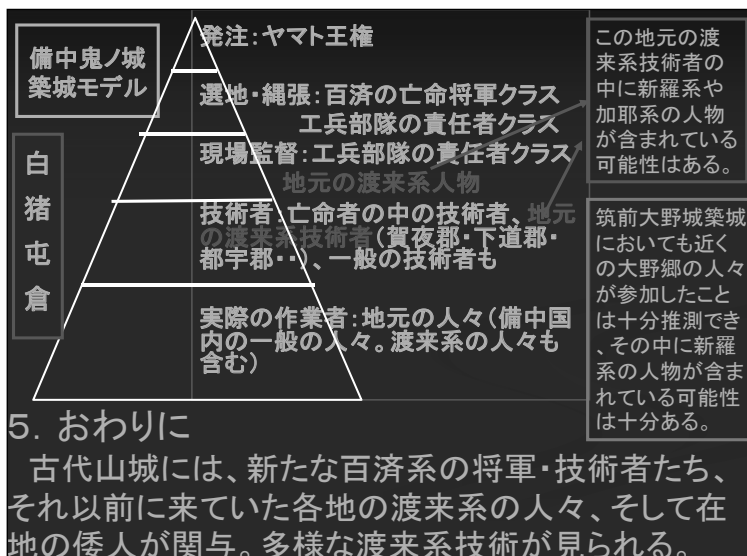 備中鬼ノ城
築城モデル
白猪屯倉
発注：ヤマト王権
選地・縄張：百済の亡命将軍クラス
工兵部隊の責任者クラス
現場監督：工兵部隊の責任者クラス
地元の渡来系人物
技術者：亡命者の中の技術者、地元
の渡来系技術者（賀夜郡・下道郡・
都宇郡・・）、一般の技術者も
実際の作業者：地元の人々（備中国
内の一般の人々。渡来系の人々も
含む）
この地元の渡
来系技術者の
中に新羅系や
加耶系の人物
が含まれている
可能性はある。
筑前大野城築城
においても近く
の大野郷の人々
が参加したこと
は十分推測でき
、その中に新羅
系の人物が含ま
れている可能性
は十分ある。
５．おわりに
古代山城には、新たな百済系の将軍・技術者たち、
それ以前に来ていた各地の渡来系の人々、そして在
地の倭人が関与。多様な渡来系技術が見られる。